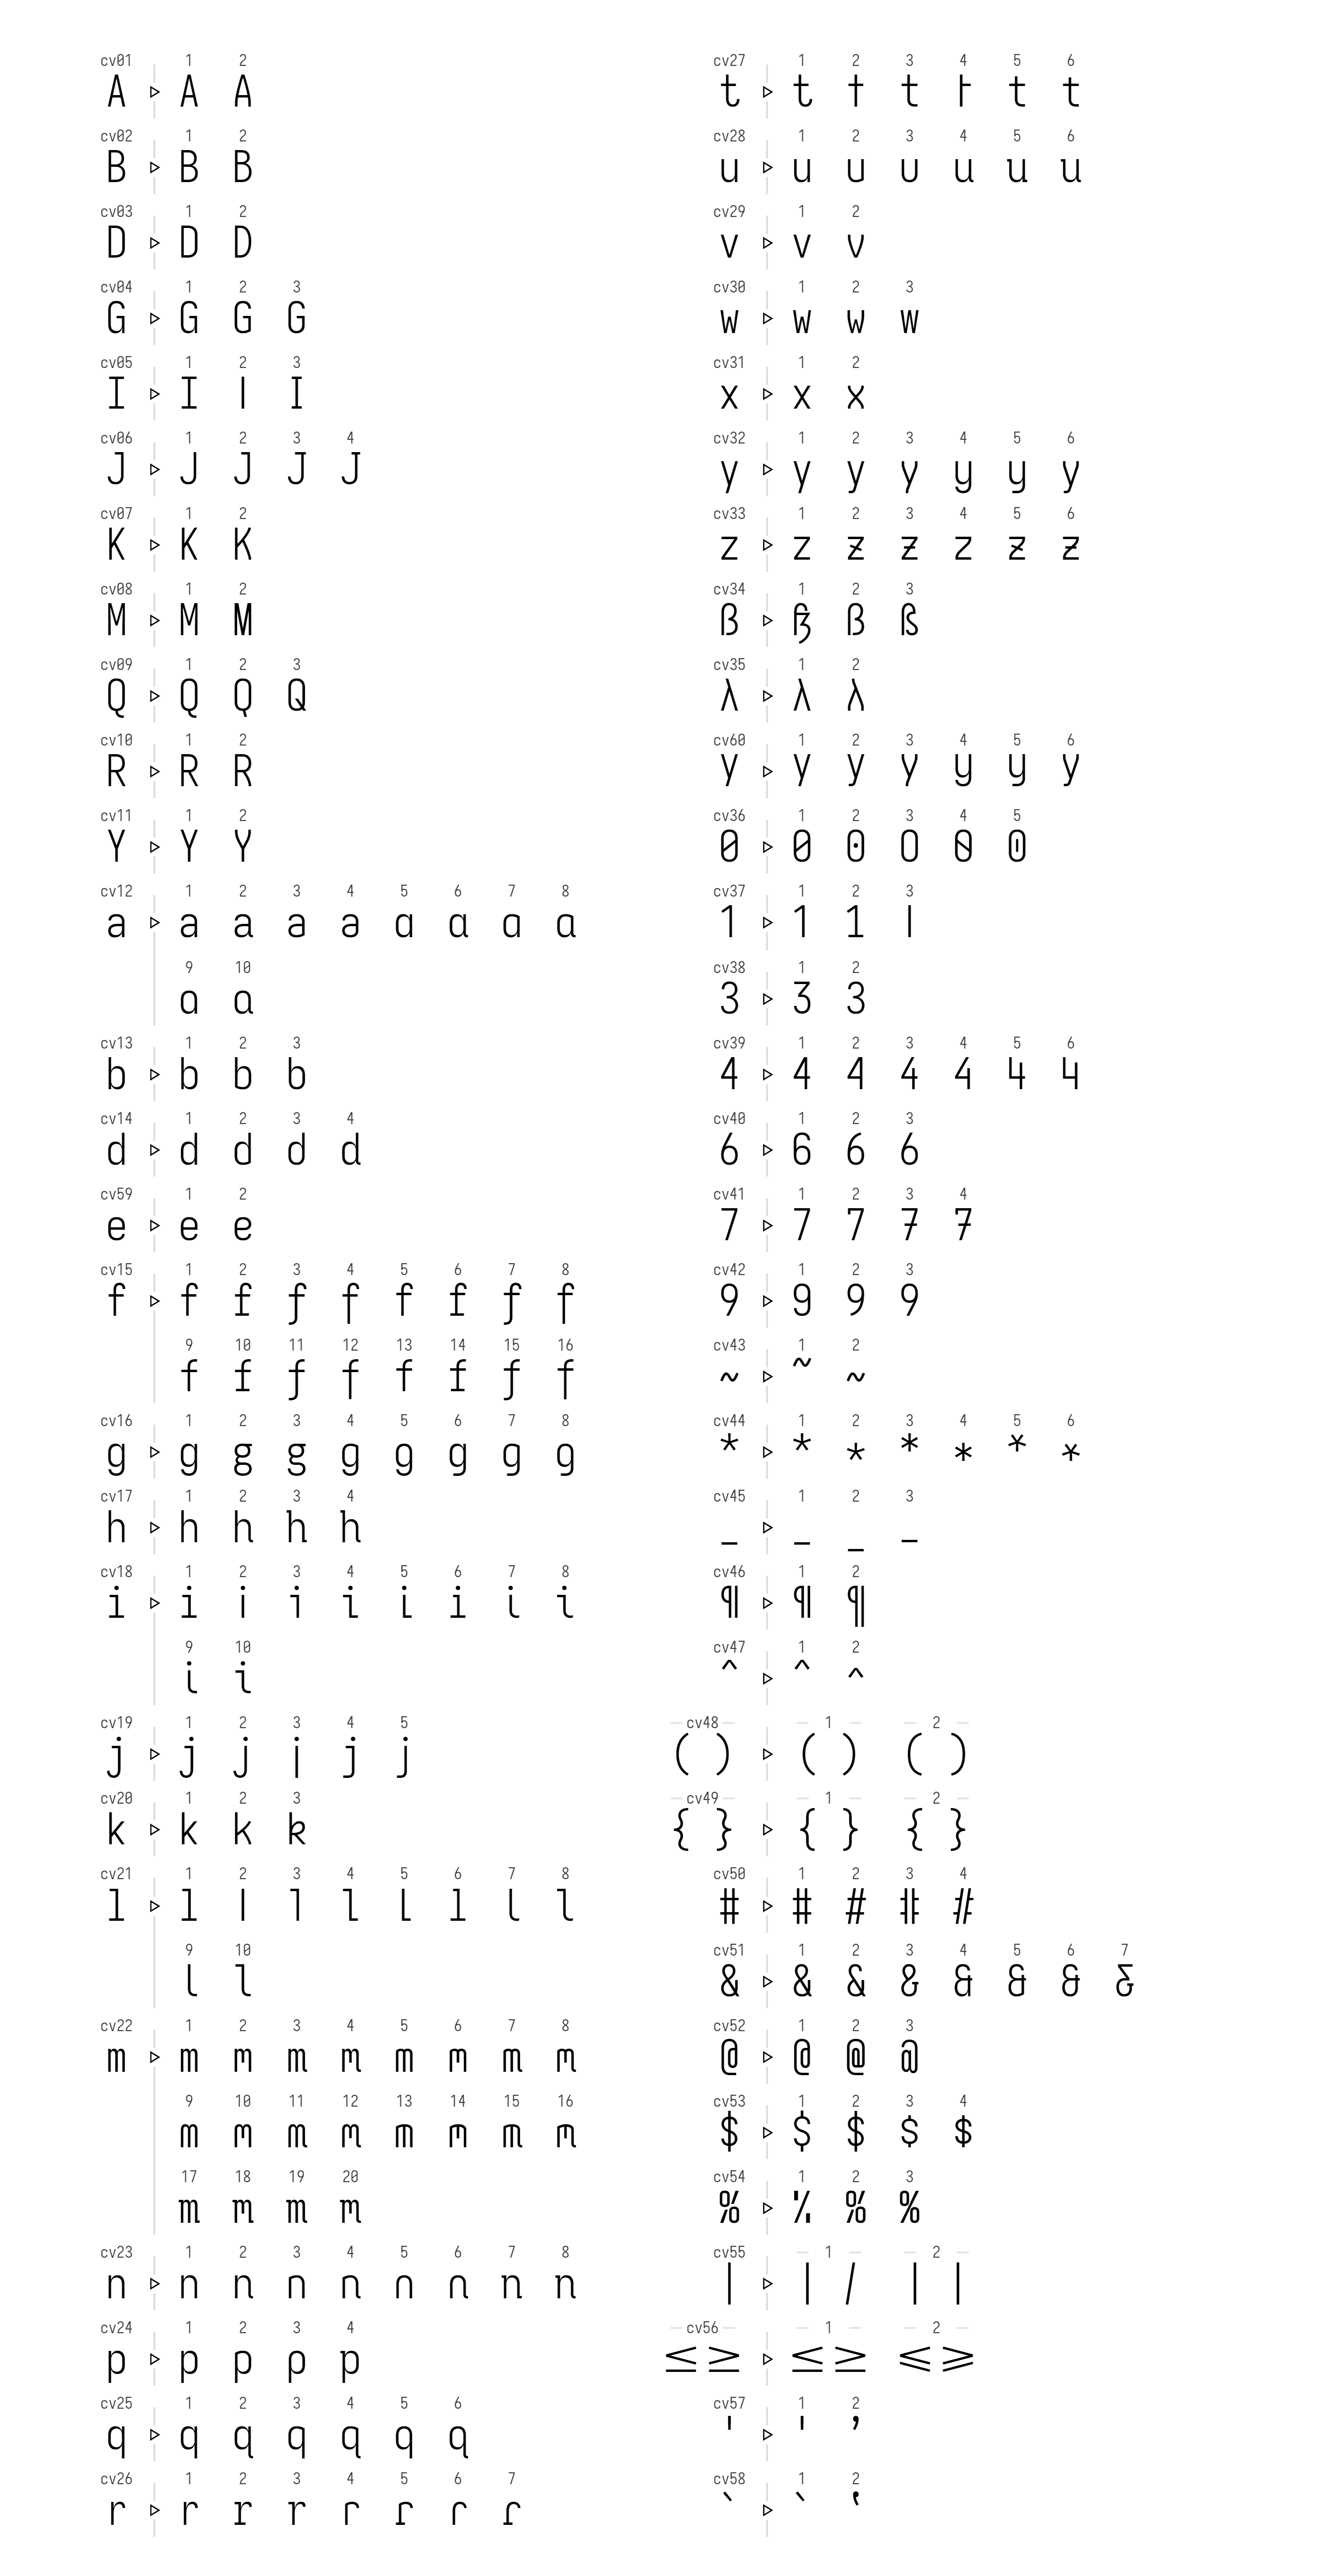 cv01 1 2
A ▷ A A
cv02 1 2
B ▷ B B
cv03 1 2
D ▷ D D
cv04 1 2 3
G ▷ G G G
cv05 1 2 3
I ▷ I I I
cv06 1 2 3 4
J ▷ J J J J
cv07 1 2
K ▷ K K
cv08 1 2
M ▷ M M
cv09 1 2 3
Q ▷ Q Q Q
cv10 1 2
R ▷ R R
cv11 1 2
Y ▷ Y Y
cv12 1 2 3 4 5 6 7 8
a ▷ a a a a a a a a
9 10
a a
cv13 1 2 3
b ▷ b b b
cv14 1 2 3 4
d ▷ d d d d
cv59 1 2
e ▷ e e
cv15 1 2 3 4 5 6 7 8
f ▷ f f f f f f f f
9 10 11 12 13 14 15 16
f f f f f f f f
cv16 1 2 3 4 5 6 7 8
g ▷ g g g g g g g g
cv17 1 2 3 4
h ▷ h h h h
cv18 1 2 3 4 5 6 7 8
i ▷ i i i i i i i i
9 10
i i
cv19 1 2 3 4 5
j ▷ j j j j j
cv20 1 2 3
k ▷ k k k
cv21 1 2 3 4 5 6 7 8
l ▷ l l l l l l l l
9 10
l l
cv22 1 2 3 4 5 6 7 8
m ▷ m m m m m m m m
9 10 11 12 13 14 15 16
m m m m m m m m
17 18 19 20
m m m m
cv23 1 2 3 4 5 6 7 8
n ▷ n n n n n n n n
cv24 1 2 3 4
p ▷ p p p p
cv25 1 2 3 4 5 6
q ▷ q q q q q q
cv26 1 2 3 4 5 6 7
r ▷ r r r r r r r
cv27 1 2 3 4 5 6
t ▷ t t t t t t
cv28 1 2 3 4 5 6
u ▷ u u u u u u
cv29 1 2
v ▷ v v
cv30 1 2 3
w ▷ w w w
cv31 1 2
x ▷ x x
cv32 1 2 3 4 5 6
y ▷ y y y y y y
cv33 1 2 3 4 5 6
z ▷ z z z z z z
cv34 1 2 3
ß ▷ ß ß ß
cv35 1 2
λ ▷ λ λ
cv60 1 2 3 4 5 6
y ▷ y y y y y y
cv36 1 2 3 4 5
0 ▷ 0 0 0 0 0
cv37 1 2 3
1 ▷ 1 1 1
cv38 1 2
3 ▷ 3 3
cv39 1 2 3 4 5 6
4 ▷ 4 4 4 4 4 4
cv40 1 2 3
6 ▷ 6 6 6
cv41 1 2 3 4
7 ▷ 7 7 7 7
cv42 1 2 3
9 ▷ 9 9 9
cv43 1 2
~ ▷ ~ ~
cv44 1 2 3 4 5 6
* ▷ * * * * * *
cv45 1 2 3
_ ▷ _ _ _
cv46 1 2
¶ ▷ ¶ ¶
cv47 1 2
^ ▷ ^ ^
cv48 1 2
( ) ▷ ( ) ( )
cv49 1 2
{ } ▷ { } { }
cv50 1 2 3 4
# ▷ # # # #
cv51 1 2 3 4 5 6 7
& ▷ & & & & & & &
cv52 1 2 3
@ ▷ @ @ @
cv53 1 2 3 4
$ ▷ $ $ $ $
cv54 1 2 3
% ▷ % % %
cv55 1 2
| ▷ | / | |
cv56 1 2
≤ ≥ ▷ ≤ ≥ ⩽ ⩾
cv57 1 2
' ▷ ' '
cv58 1 2
` ▷ ` `